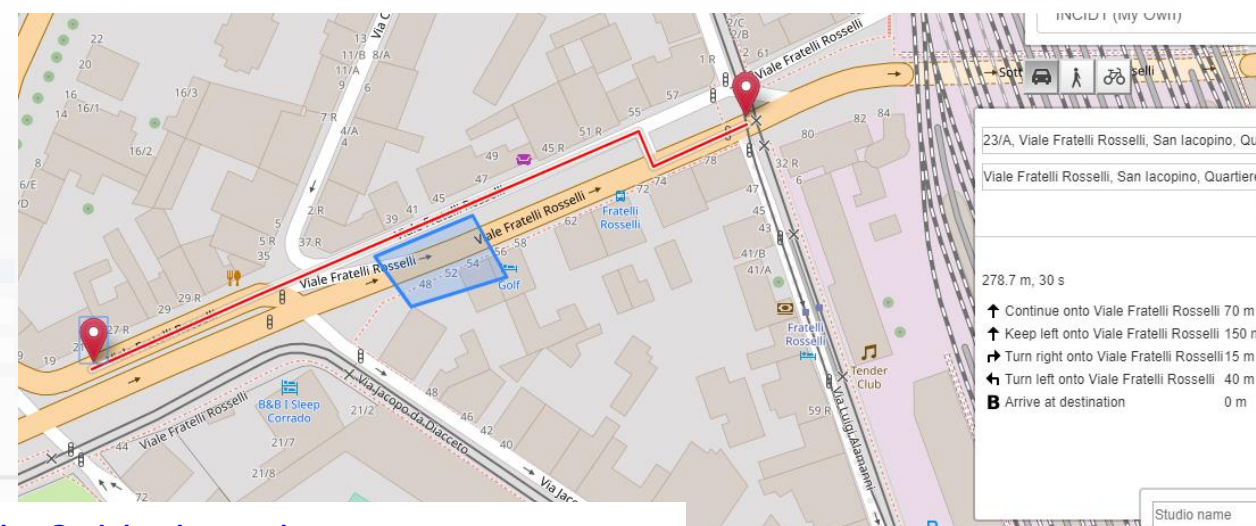 INCIDT (My Own)
23/A, Viale Fratelli Rosselli, San Iacopino, Qu
Viale Fratelli Rosselli, San Iacopino, Quartiere
278.7 m, 30 s
Continue onto Viale Fratelli Rosselli 70 m
Keep left onto Viale Fratelli Rosselli 150 m
Turn right onto Viale Fratelli Rosselli 15 m
Turn left onto Viale Fratelli Rosselli 40 m
B Arrive at destination 0 m
Studio name
22
20
16
16/1
14
16/3
16/2
8
13
11/B
8/A
11/A
9
6
7 R
4/A
4
2/R
5
5 R
37 R
35
39
41
45
49
45 R
51 R
55
57
1 R
2/C
2/B
2
61
Viale Fratelli Rosselli
Viale Fratelli Rosselli
Viale Fratelli Rosselli
Viale Fratelli Rosselli
29
29 R
27 R
19
48
52
54
56
58
62
72
74
78
80
82
84
32 R
6
47
45
43
41/B
41/A
59 R
Fratelli
Rosselli
Golf
Fratelli
Rosselli
Tender
Club
B&B I Sleep
Corrado
Via Jacopo da Diacceto
Via Luigi Alamanni
44
72
21/2
21/7
21/8
48
46
42
40